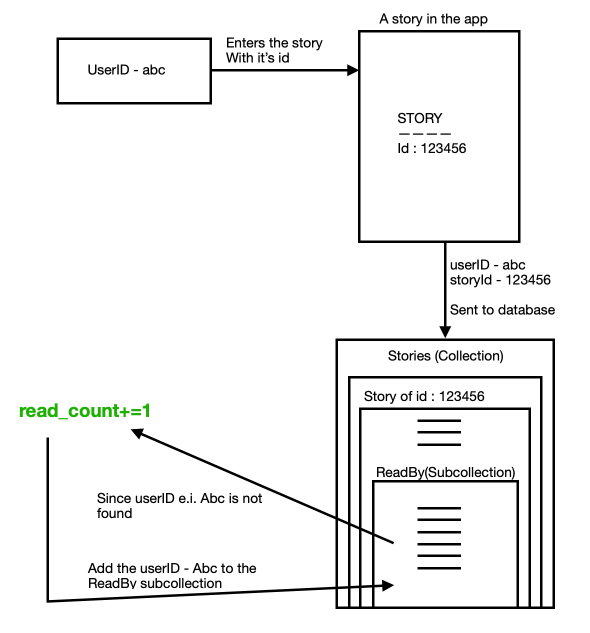 A story in the app
UserID - abc
Enters the story
With it's id
STORY
————
Id : 123456
userID - abc
storyId - 123456
Sent to database
Stories (Collection)
Story of id : 123456
read_count+=1
ReadBy(Subcollection)
Since userID e.i. Abc is not
found
Add the userID - Abc to the
ReadBy subcollection